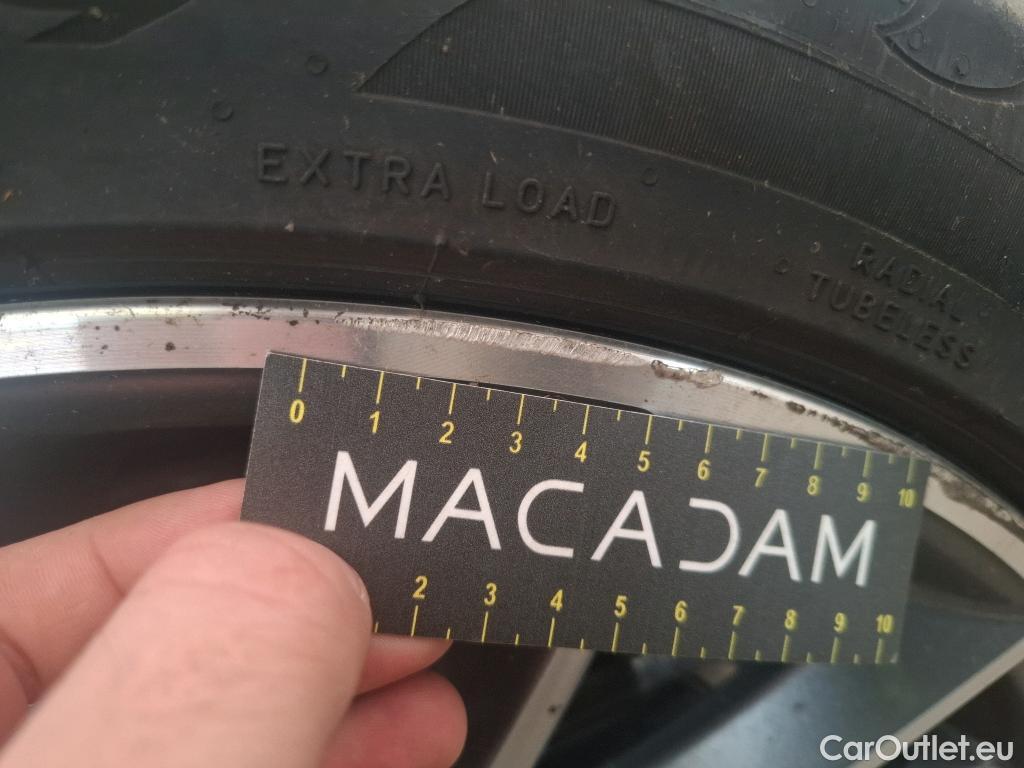 EXTRA LOAD
RADIAL
TUBELESS
0 1 2 3 4 5 6 7 8 9 10
MACADAM
2 3 4 5 6 7 8 9 10
CarOutlet.eu